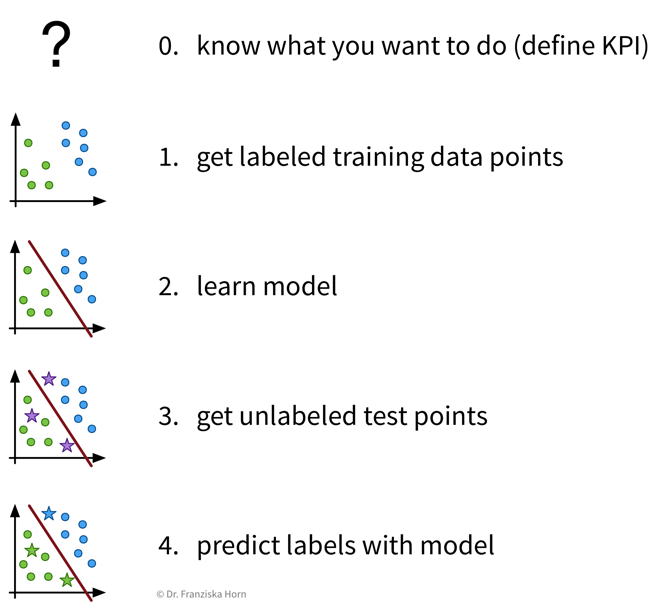 ?
0. know what you want to do (define KPI)
1. get labeled training data points
2. learn model
3. get unlabeled test points
4. predict labels with model
© Dr. Franziska Horn